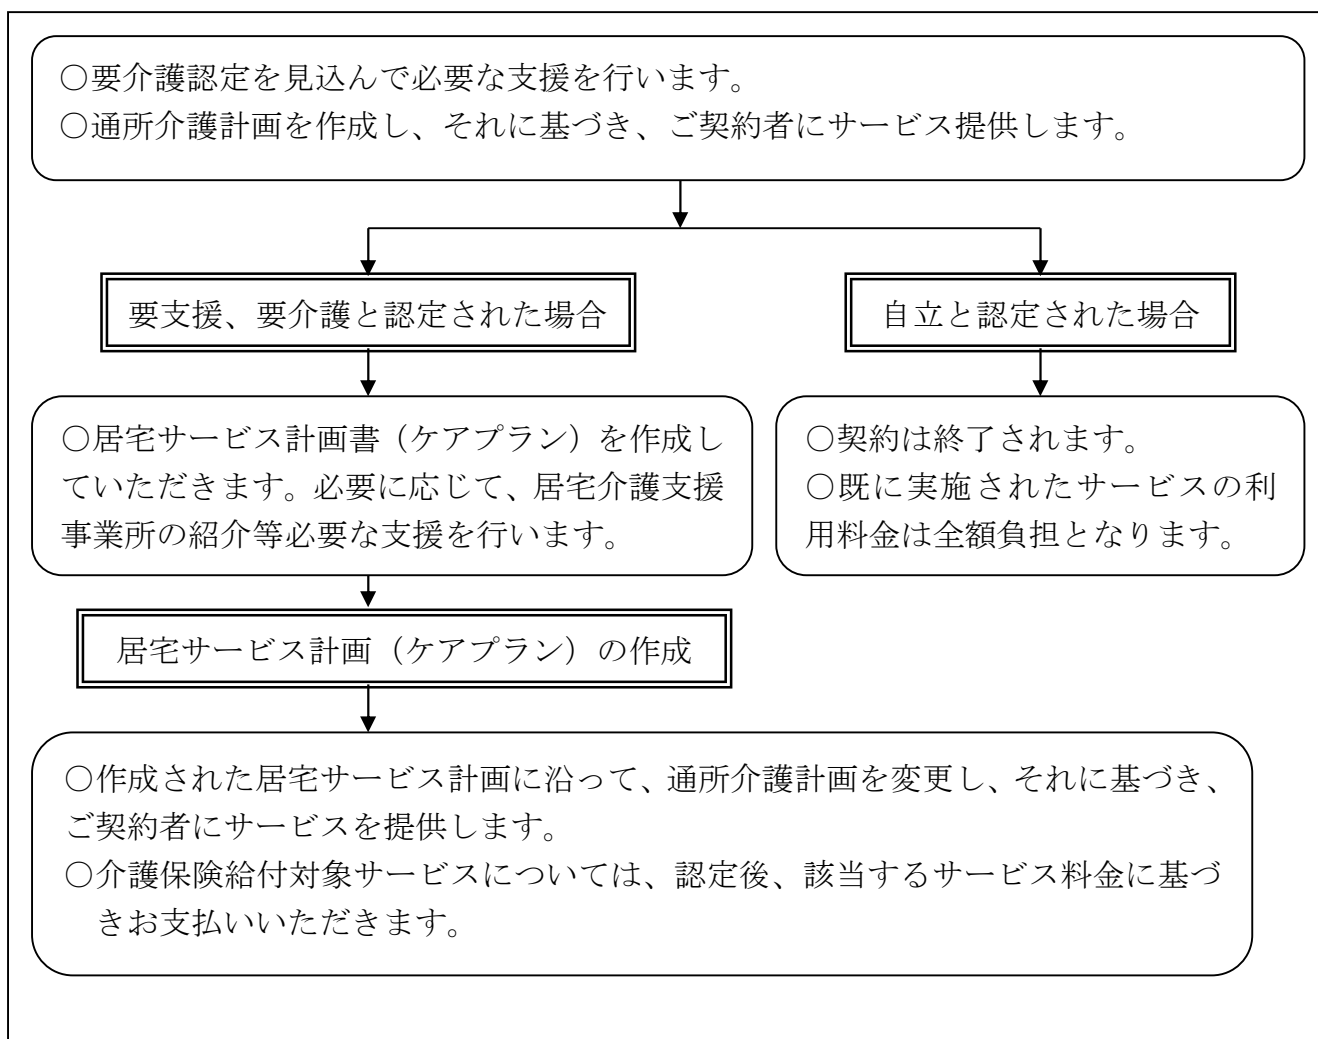 ○要介護認定を見込んで必要な支援を行います。
○通所介護計画を作成し、それに基づき、ご契約者にサービス提供します。
要支援、要介護と認定された場合
自立と認定された場合
○居宅サービス計画書（ケアプラン）を作成し
ていただきます。必要に応じて、居宅介護支援
事業所の紹介等必要な支援を行います。
○契約は終了されます。
○既に実施されたサービスの利
用料金は全額負担となります。
居宅サービス計画（ケアプラン）の作成
○作成された居宅サービス計画に沿って、通所介護計画を変更し、それに基づき、
ご契約者にサービスを提供します。
○介護保険給付対象サービスについては、認定後、該当するサービス料金に基づ
きお支払いいただきます。